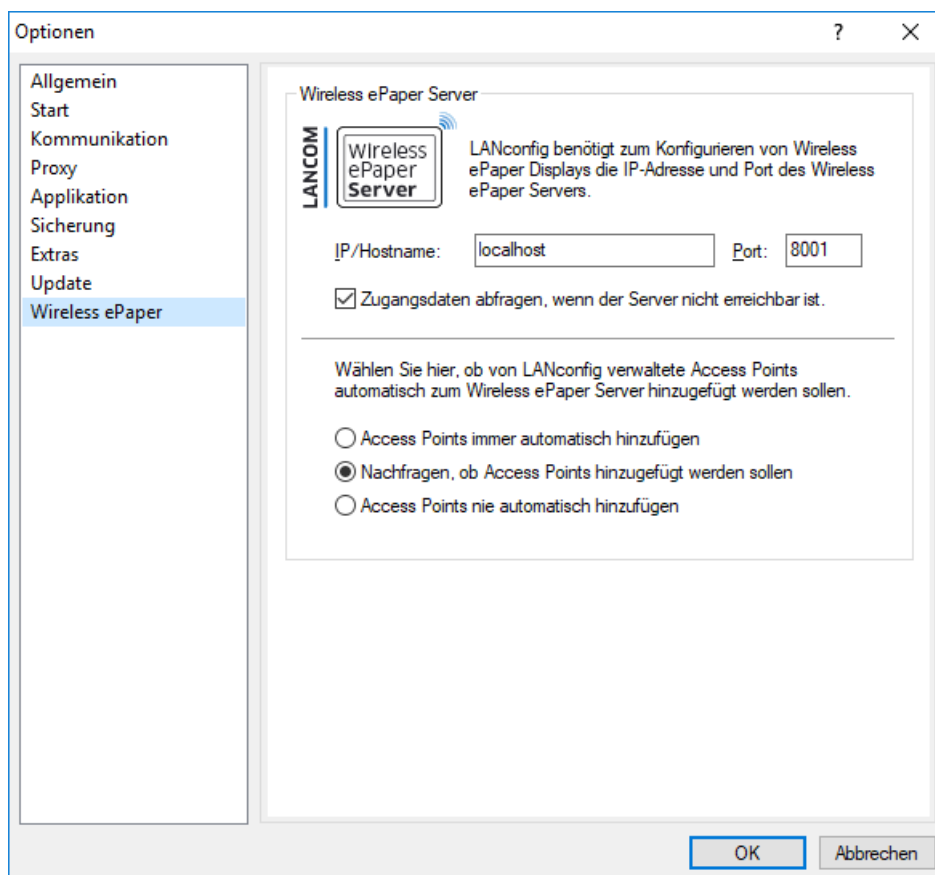 Optionen
?
Allgemein
Start
Kommunikation
Proxy
Applikation
Sicherung
Extras
Update
Wireless ePaper
Wireless ePaper Server
LANCOM
Wireless
ePaper
Server
LANconfig benötigt zum Konfigurieren von Wireless
ePaper Displays die IP-Adresse und Port des Wireless
ePaper Servers.
IP/Hostname: localhost Port: 8001
Zugangsdaten abfragen, wenn der Server nicht erreichbar ist.
Wählen Sie hier, ob von LANconfig verwaltete Access Points
automatisch zum Wireless ePaper Server hinzugefügt werden sollen.
Access Points immer automatisch hinzufügen
Nachfragen, ob Access Points hinzugefügt werden sollen
Access Points nie automatisch hinzufügen
OK Abbrechen